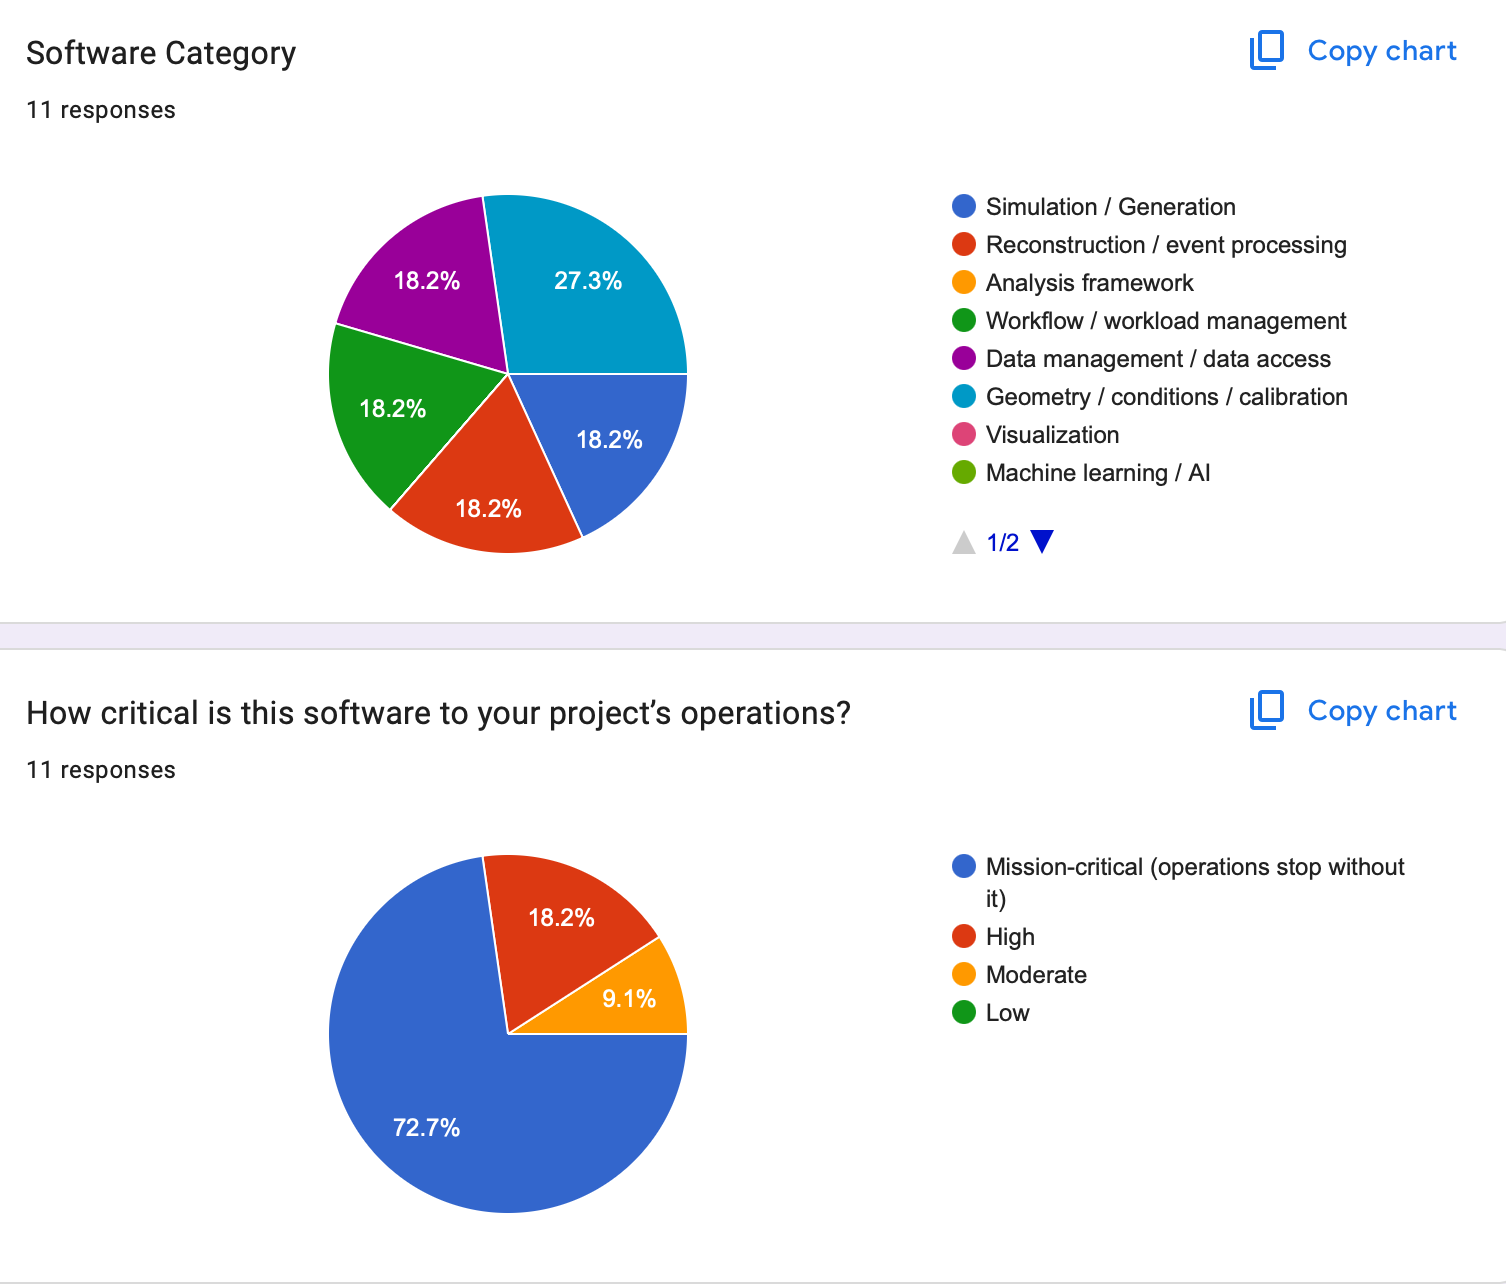 Software Category
Copy chart
11 responses
18.2%
27.3%
18.2%
18.2%
18.2%
Simulation / Generation
Reconstruction / event processing
Analysis framework
Workflow / workload management
Data management / data access
Geometry / conditions / calibration
Visualization
Machine learning / AI
1/2
How critical is this software to your project’s operations?
Copy chart
11 responses
18.2%
9.1%
72.7%
Mission-critical (operations stop without
it)
High
Moderate
Low